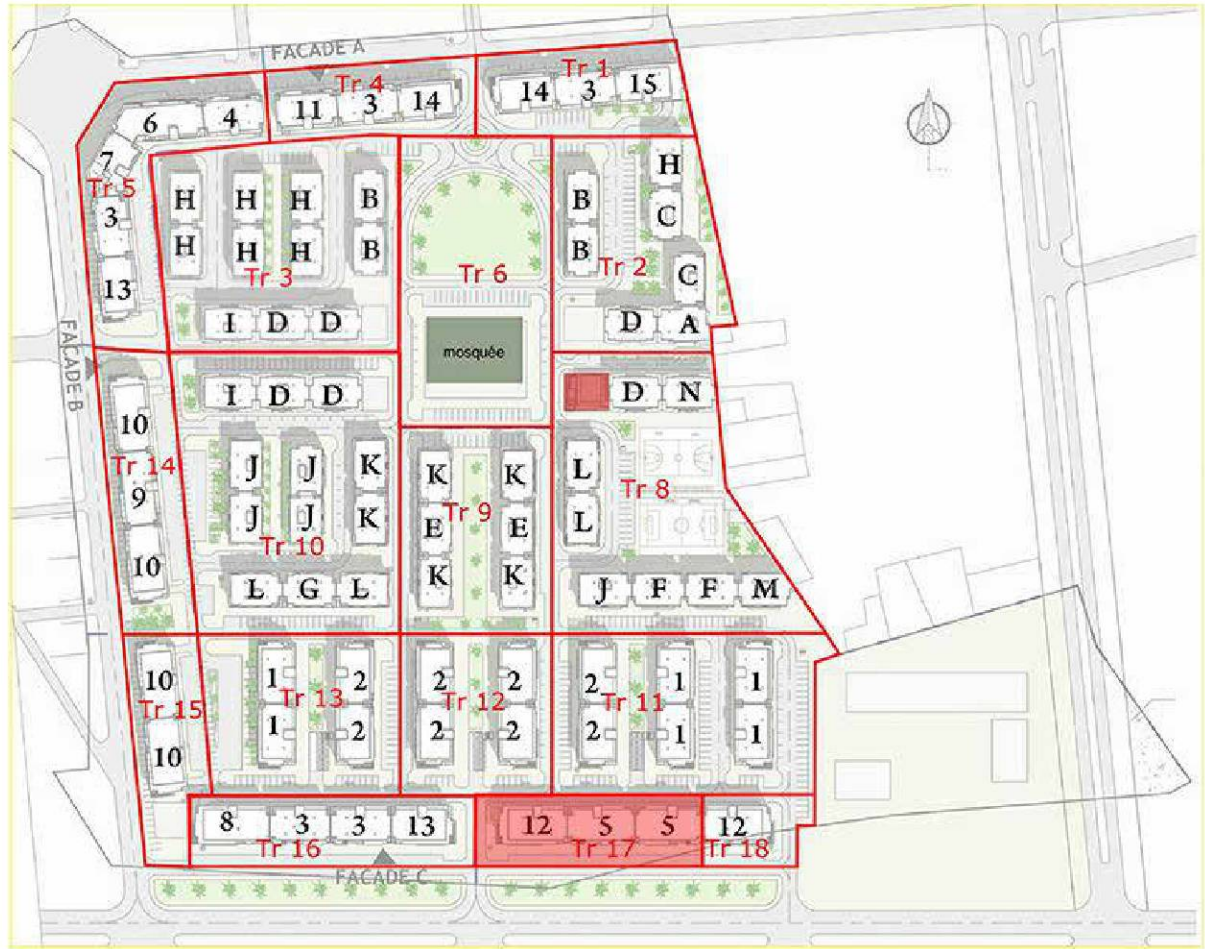 FACADE A
Tr 4
Tr 1
11 3 14
14 3 15
6 4
7
Tr 5
3
13
H H H B
H H H B
Tr 3
I D D
Tr 6
mosquée
B H
B C
Tr 2
C
D A
FACADE B
10
Tr 14
9
10
I D D
J J K
J J K
Tr 10
L G L
K K
E Tr 9 E
K K
D N
L
Tr 8
L
J F F M
10
Tr 15
10
1 2
Tr 13
1 2
2 2
Tr 12
2 2
2 1 1
Tr 11
2 1 1
8 3 3 13
Tr 16
12 5 5
Tr 17
12
Tr 18
FACADE C